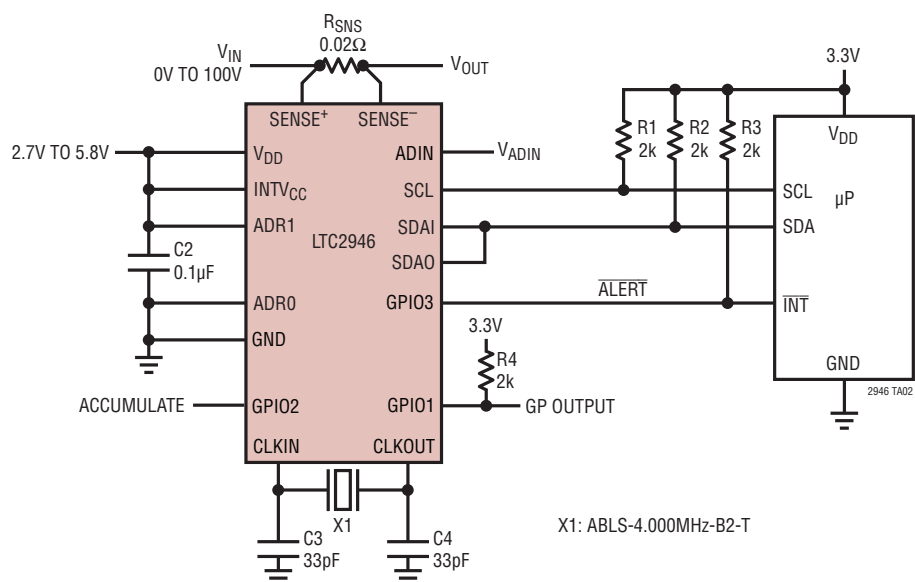 RSNS
0.02Ω
VIN
0V TO 100V
VOUT
3.3V
SENSE+
SENSE–
R1
2k
R2
2k
R3
2k
VDD
2.7V TO 5.8V
VDD
ADIN
VADIN
INTVCC
SCL
SCL
µP
ADR1
LTC2946
SDAI
SDA
C2
0.1µF
SDAO
ADR0
GPIO3
ALERT
INT
GND
3.3V
R4
2k
GND
2946 TA02
ACCUMULATE
GPIO2
GPIO1
GP OUTPUT
CLKIN
CLKOUT
X1
X1: ABLS-4.000MHz-B2-T
C3
33pF
C4
33pF